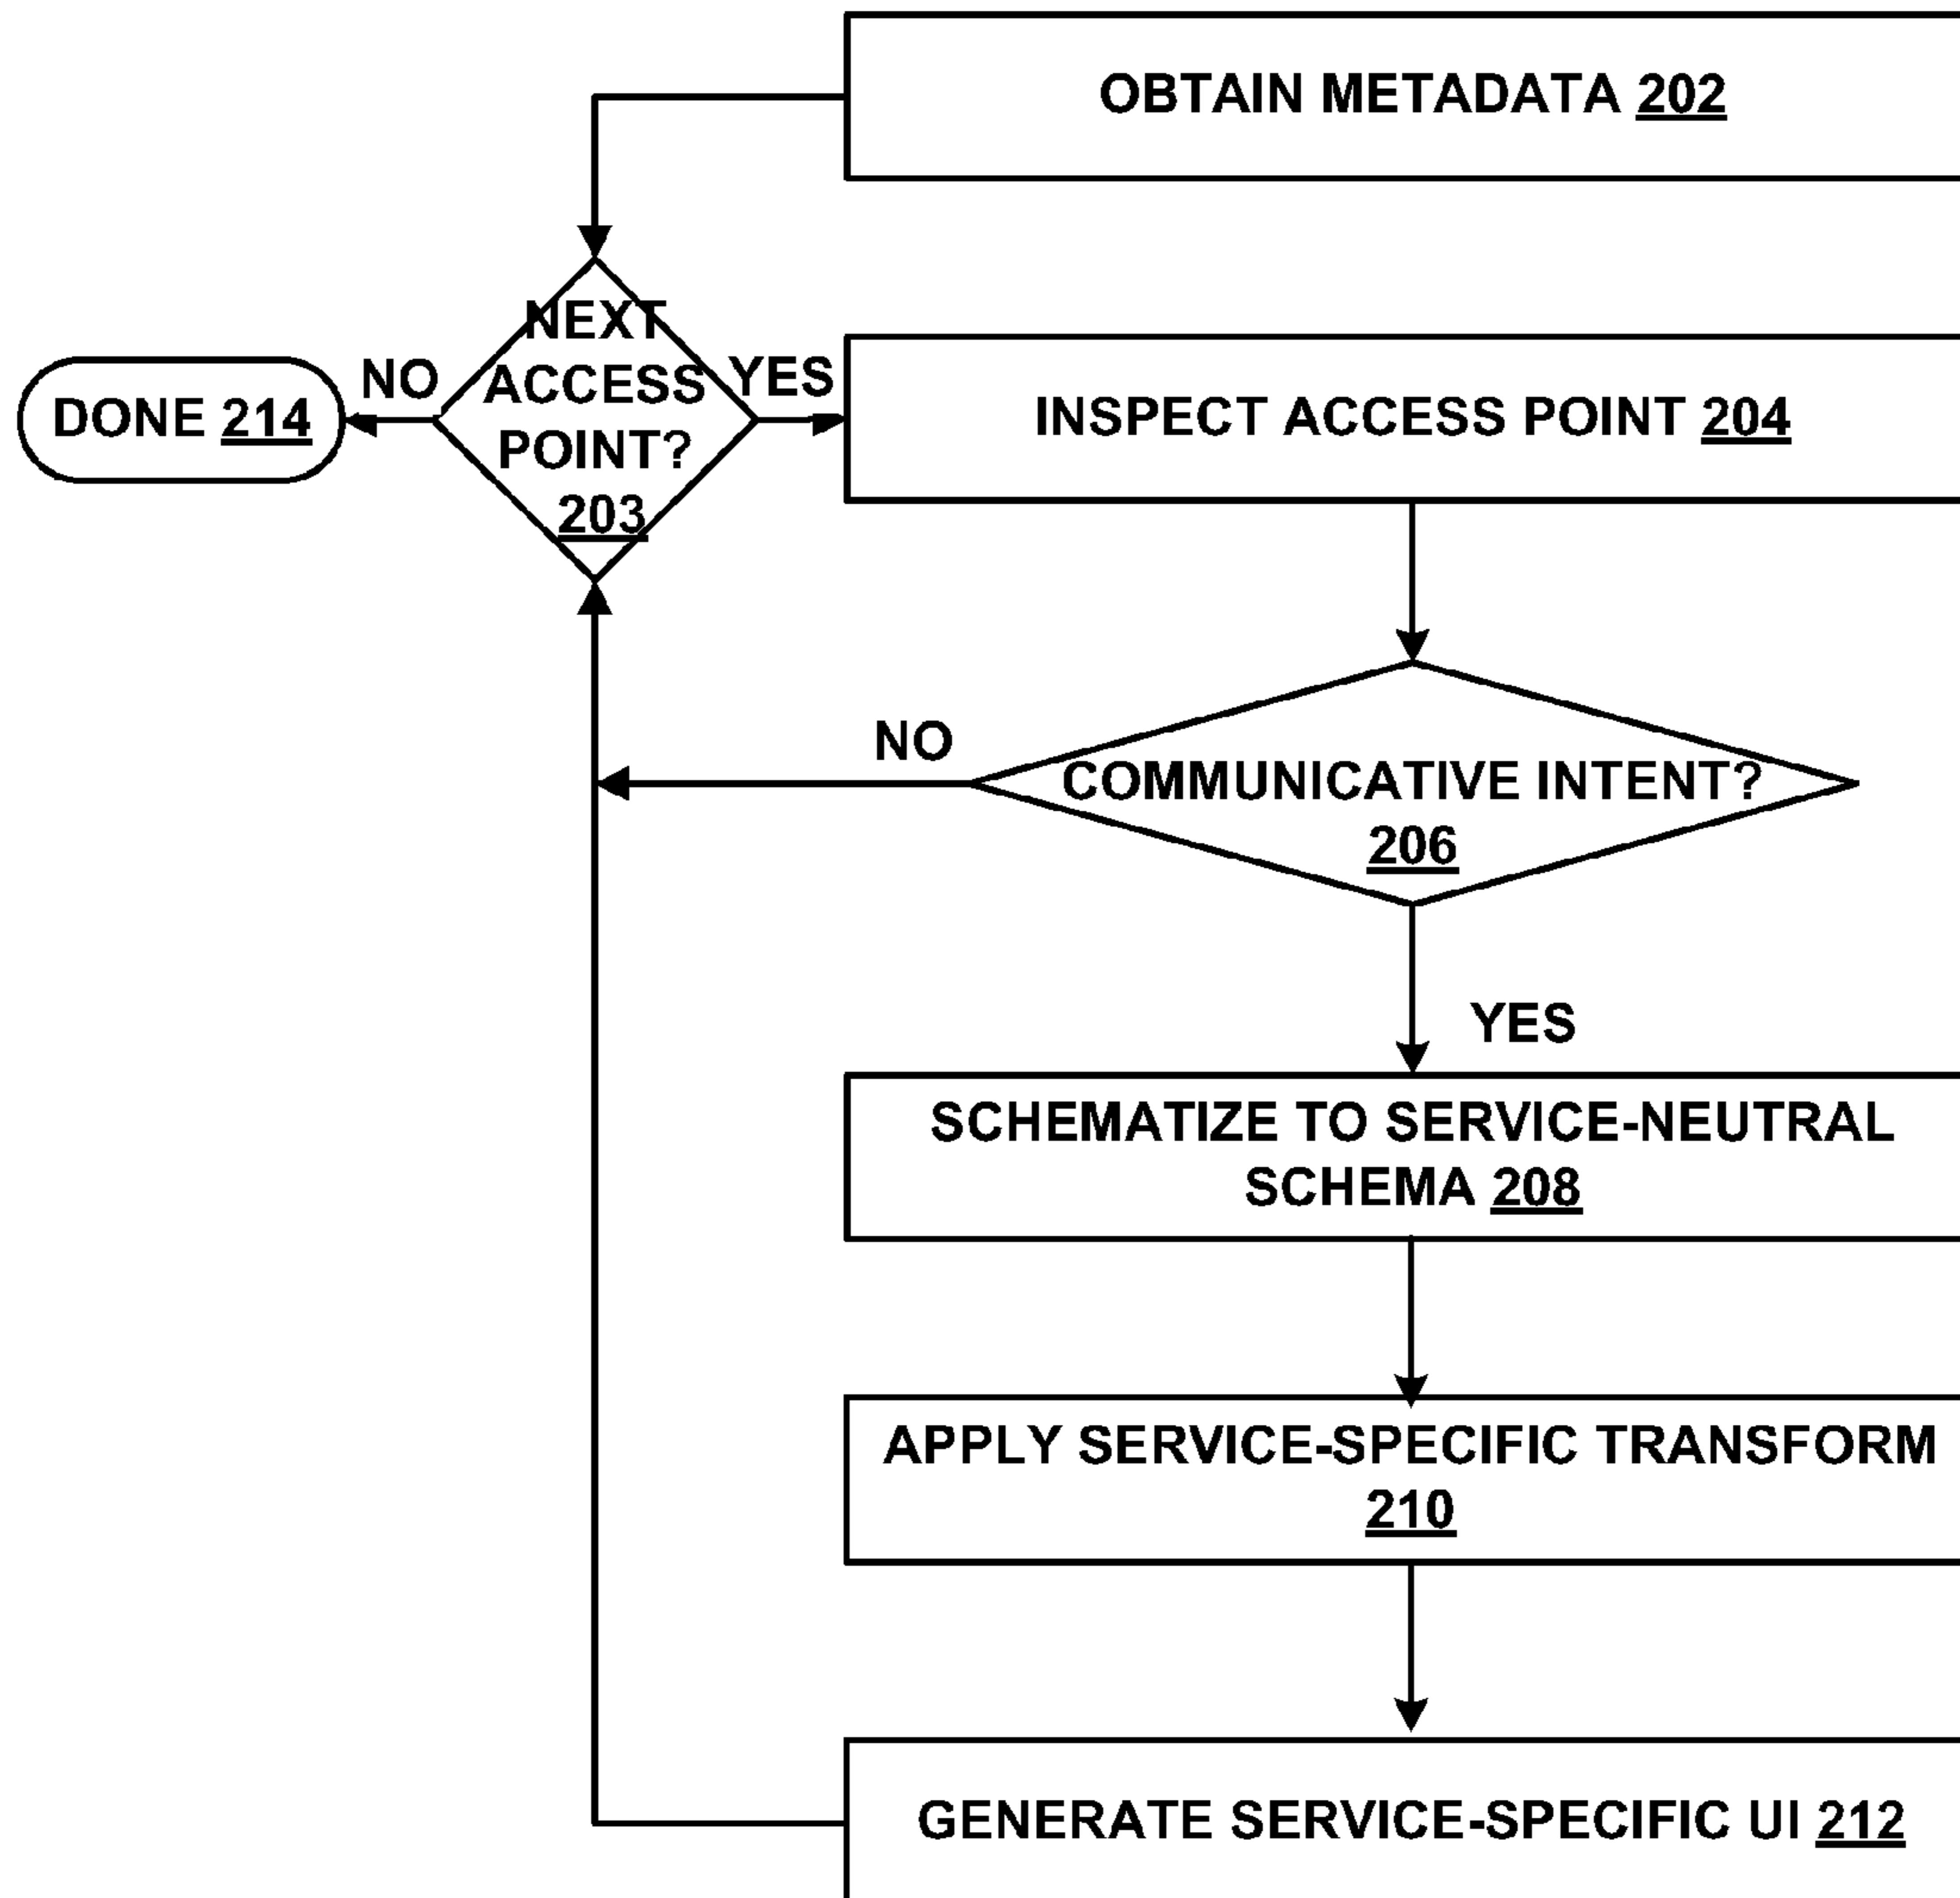 OBTAIN METADATA 202
NEXT
ACCESS
POINT?
203
NO
YES
DONE 214
INSPECT ACCESS POINT 204
NO
COMMUNICATIVE INTENT?
206
YES
SCHEMATIZE TO SERVICE-NEUTRAL
SCHEMA 208
APPLY SERVICE-SPECIFIC TRANSFORM
210
GENERATE SERVICE-SPECIFIC UI 212